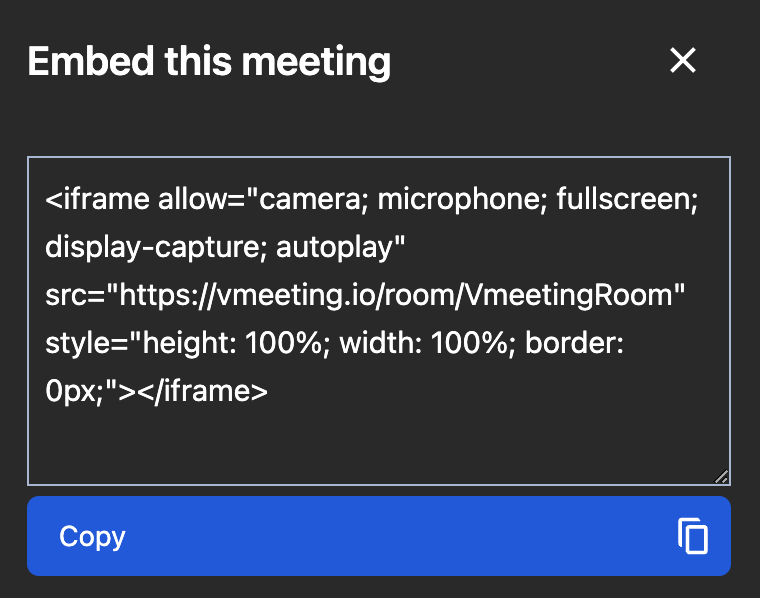 Embed this meeting
<iframe allow="camera; microphone; fullscreen;
display-capture; autoplay"
src="https://vmeeting.io/room/VmeetingRoom"
style="height: 100%; width: 100%; border:
0px;"></iframe>
Copy